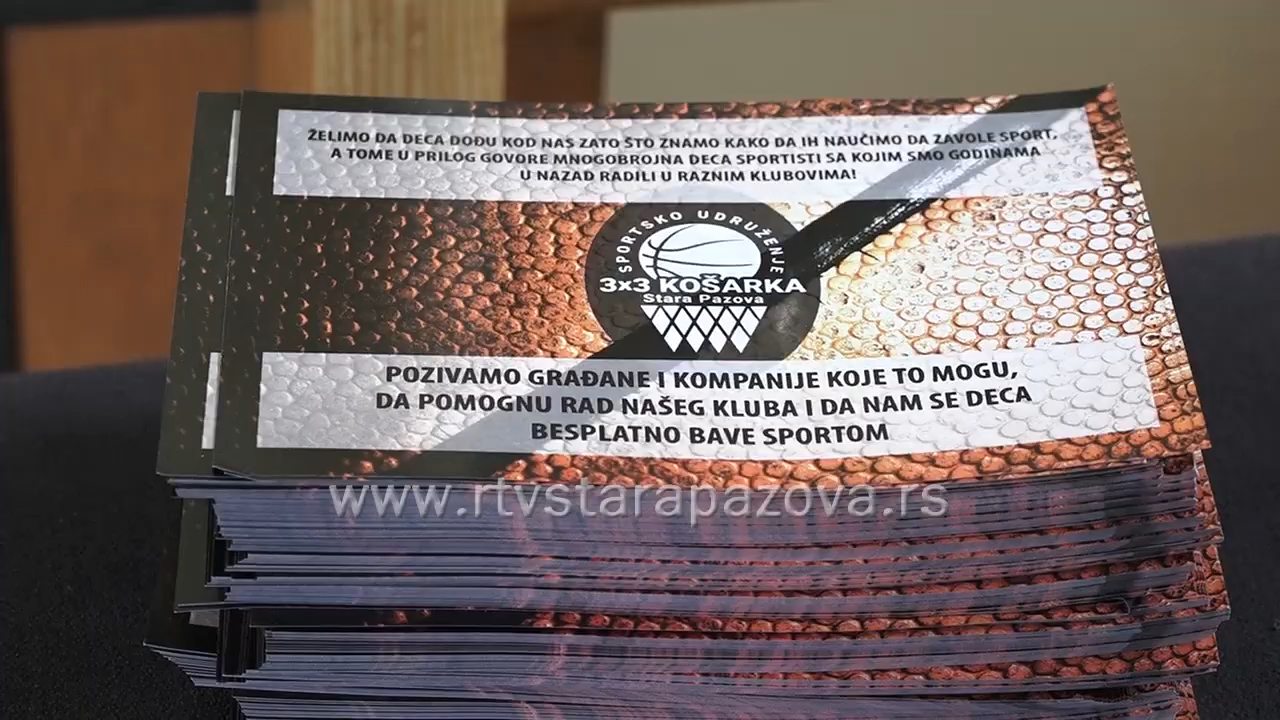 ŽELIMO DA DECA DOĐU KOD NAS ZATO ŠTO ZNAMO KAKO DA IH NAUČIMO DA ZAVOLE SPORT,
A TOME U PRILOG GOVORE MNOGOBROJNA DECA SPORTISTI SA KOJIM SMO GODINAMA
U NAZAD RADILI U RAZNIM KLUBOVIMA!
SPORTSKO UDRUŽENJE
3x3 KOŠARKA
Stara Pazova
POZIVAMO GRAĐANE I KOMPANIJE KOJE TO MOGU,
DA POMOGNU RAD NAŠEG KLUBA I DA NAM SE DECA
BESPLATNO BAVE SPORTOM
www.rtvstarapazova.rs